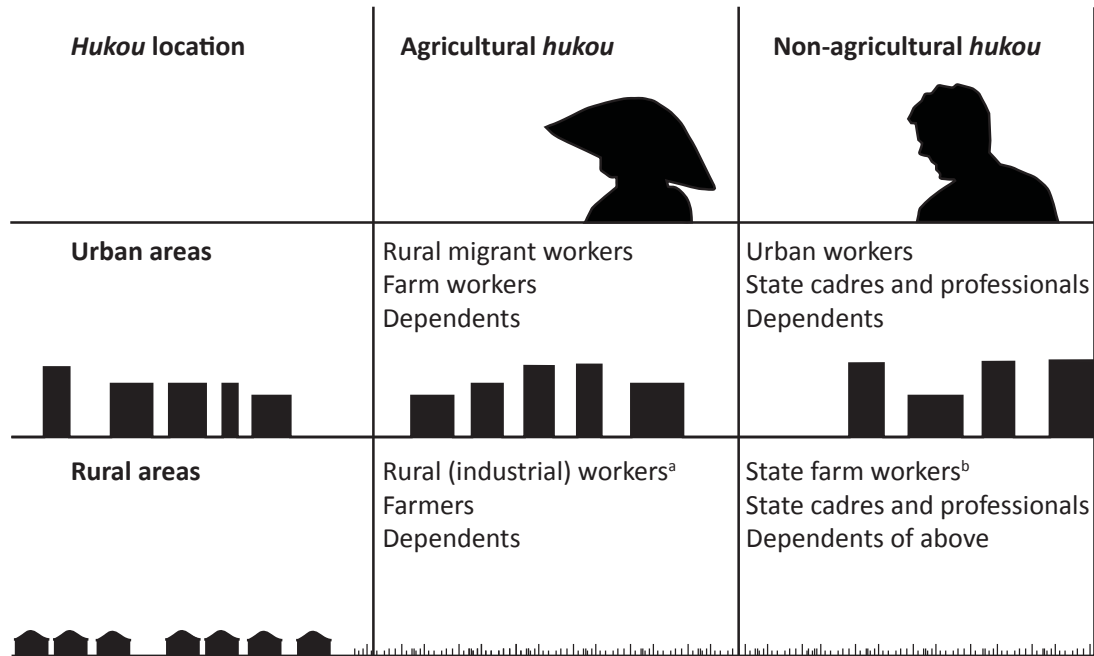 Hukou location
Agricultural hukou
Non-agricultural hukou
Urban areas
Rural migrant workers
Farm workers
Dependents
Urban workers
State cadres and professionals
Dependents
Rural areas
Rural (industrial) workersᵃ
Farmers
Dependents
State farm workersᵇ
State cadres and professionals
Dependents of above